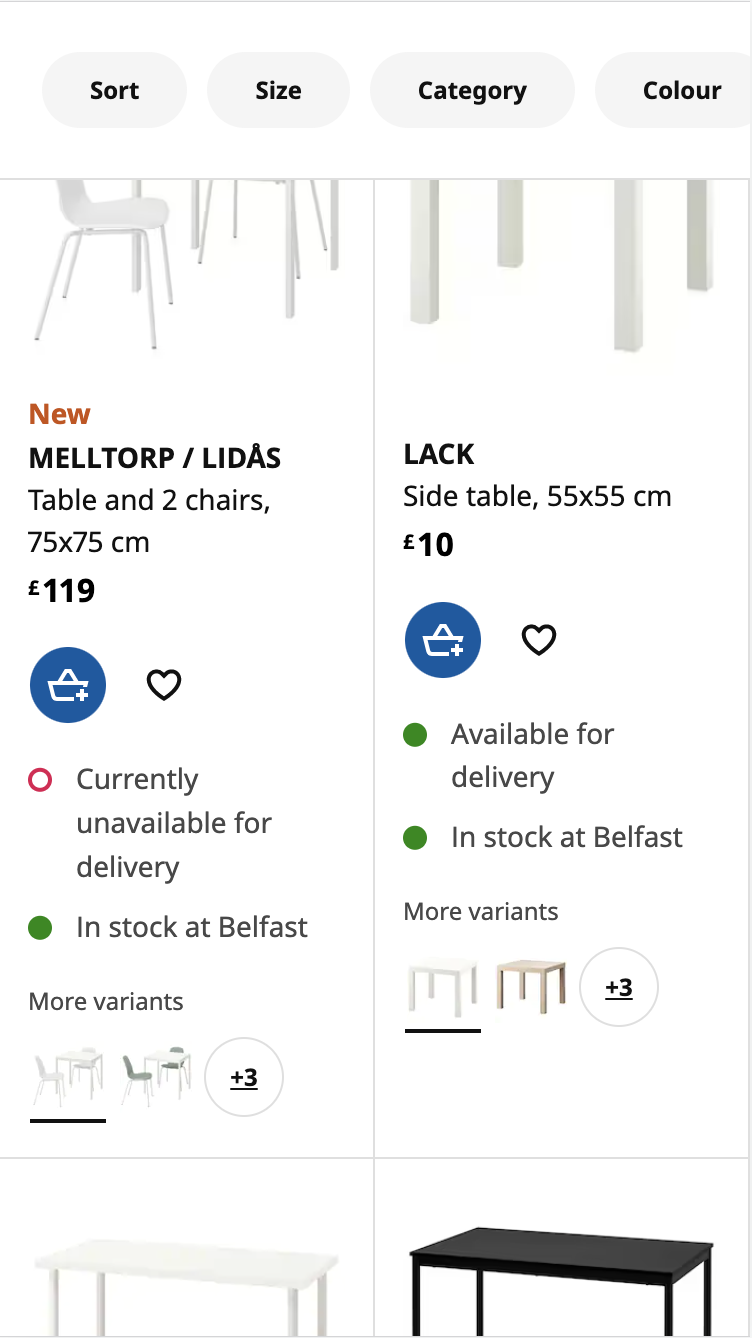 Sort
Size
Category
Colour
New
MELLTORP / LIDÅS
Table and 2 chairs,
75x75 cm
£119
Currently
unavailable for
delivery
In stock at Belfast
More variants
+3
LACK
Side table, 55x55 cm
£10
Available for
delivery
In stock at Belfast
More variants
+3